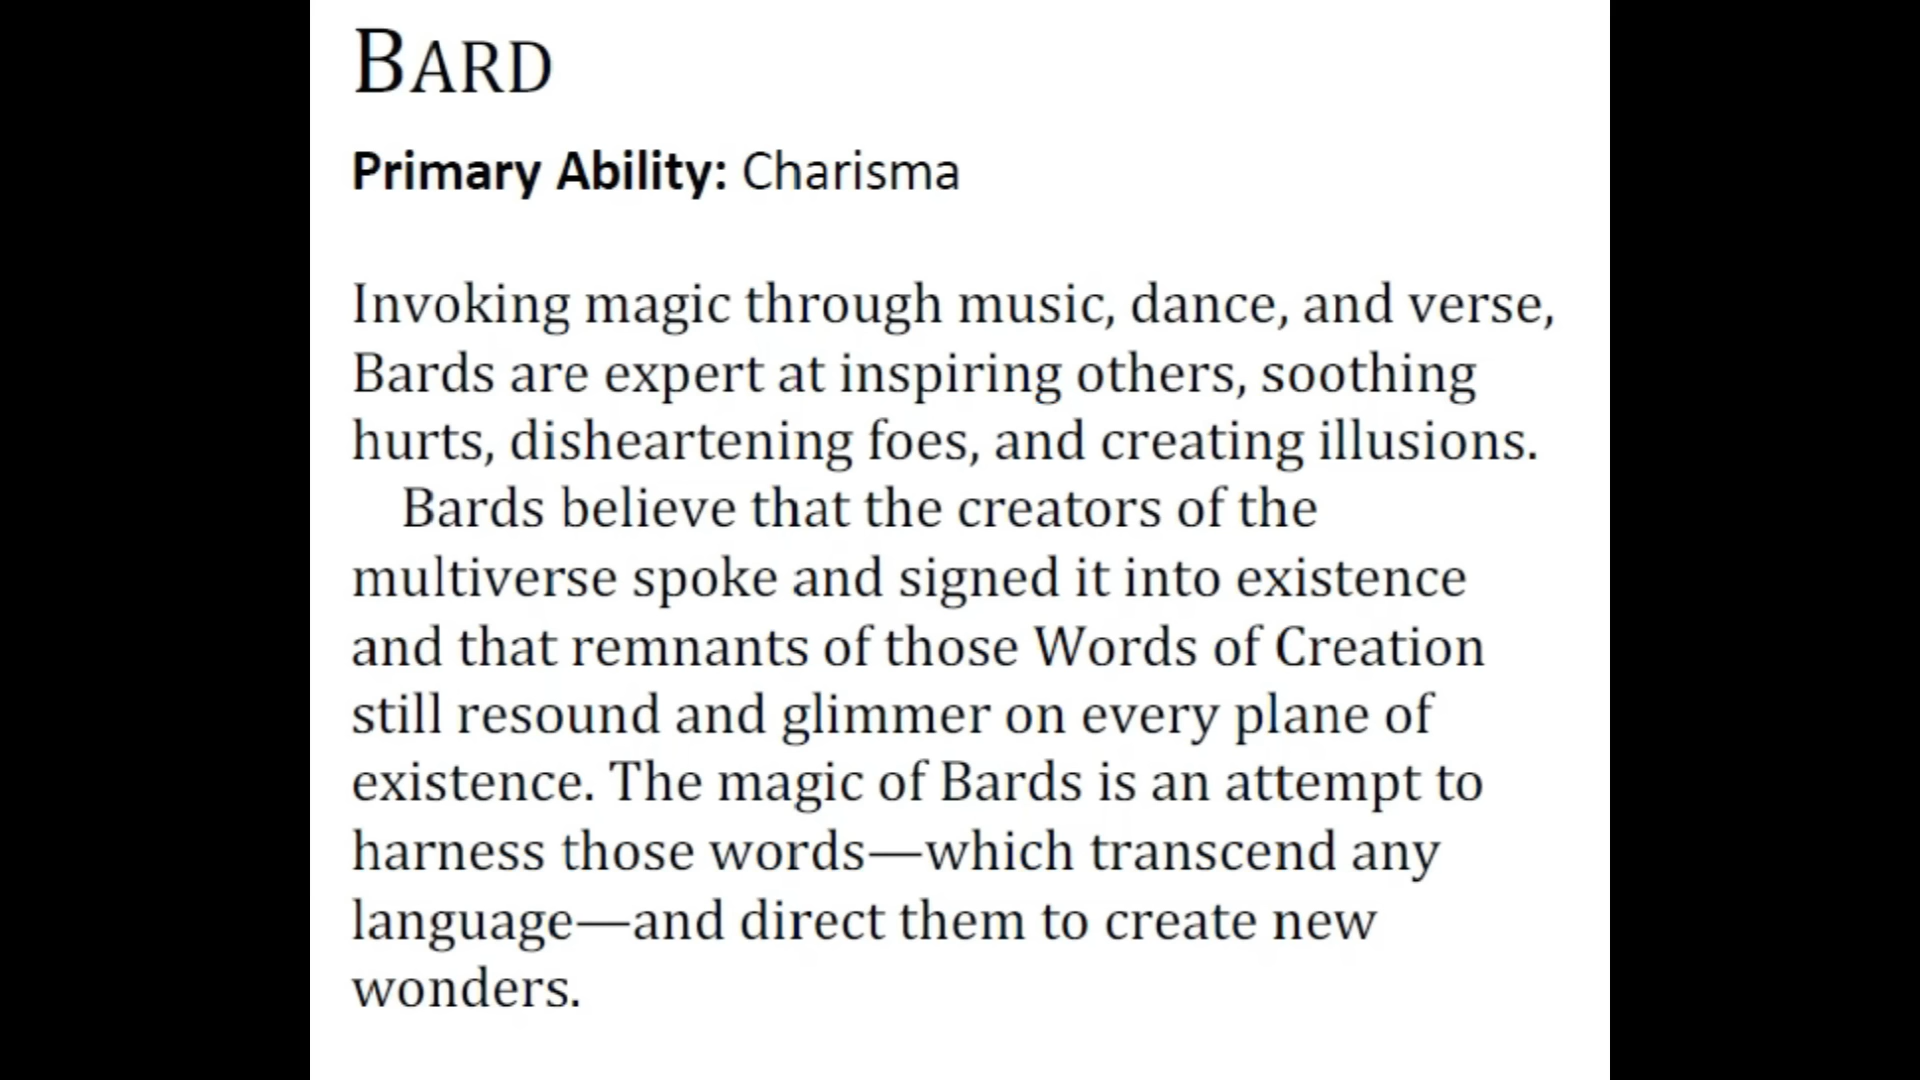 BARD
Primary Ability: Charisma
Invoking magic through music, dance, and verse,
Bards are expert at inspiring others, soothing
hurts, disheartening foes, and creating illusions.
Bards believe that the creators of the
multiverse spoke and signed it into existence
and that remnants of those Words of Creation
still resound and glimmer on every plane of
existence. The magic of Bards is an attempt to
harness those words—which transcend any
language—and direct them to create new
wonders.